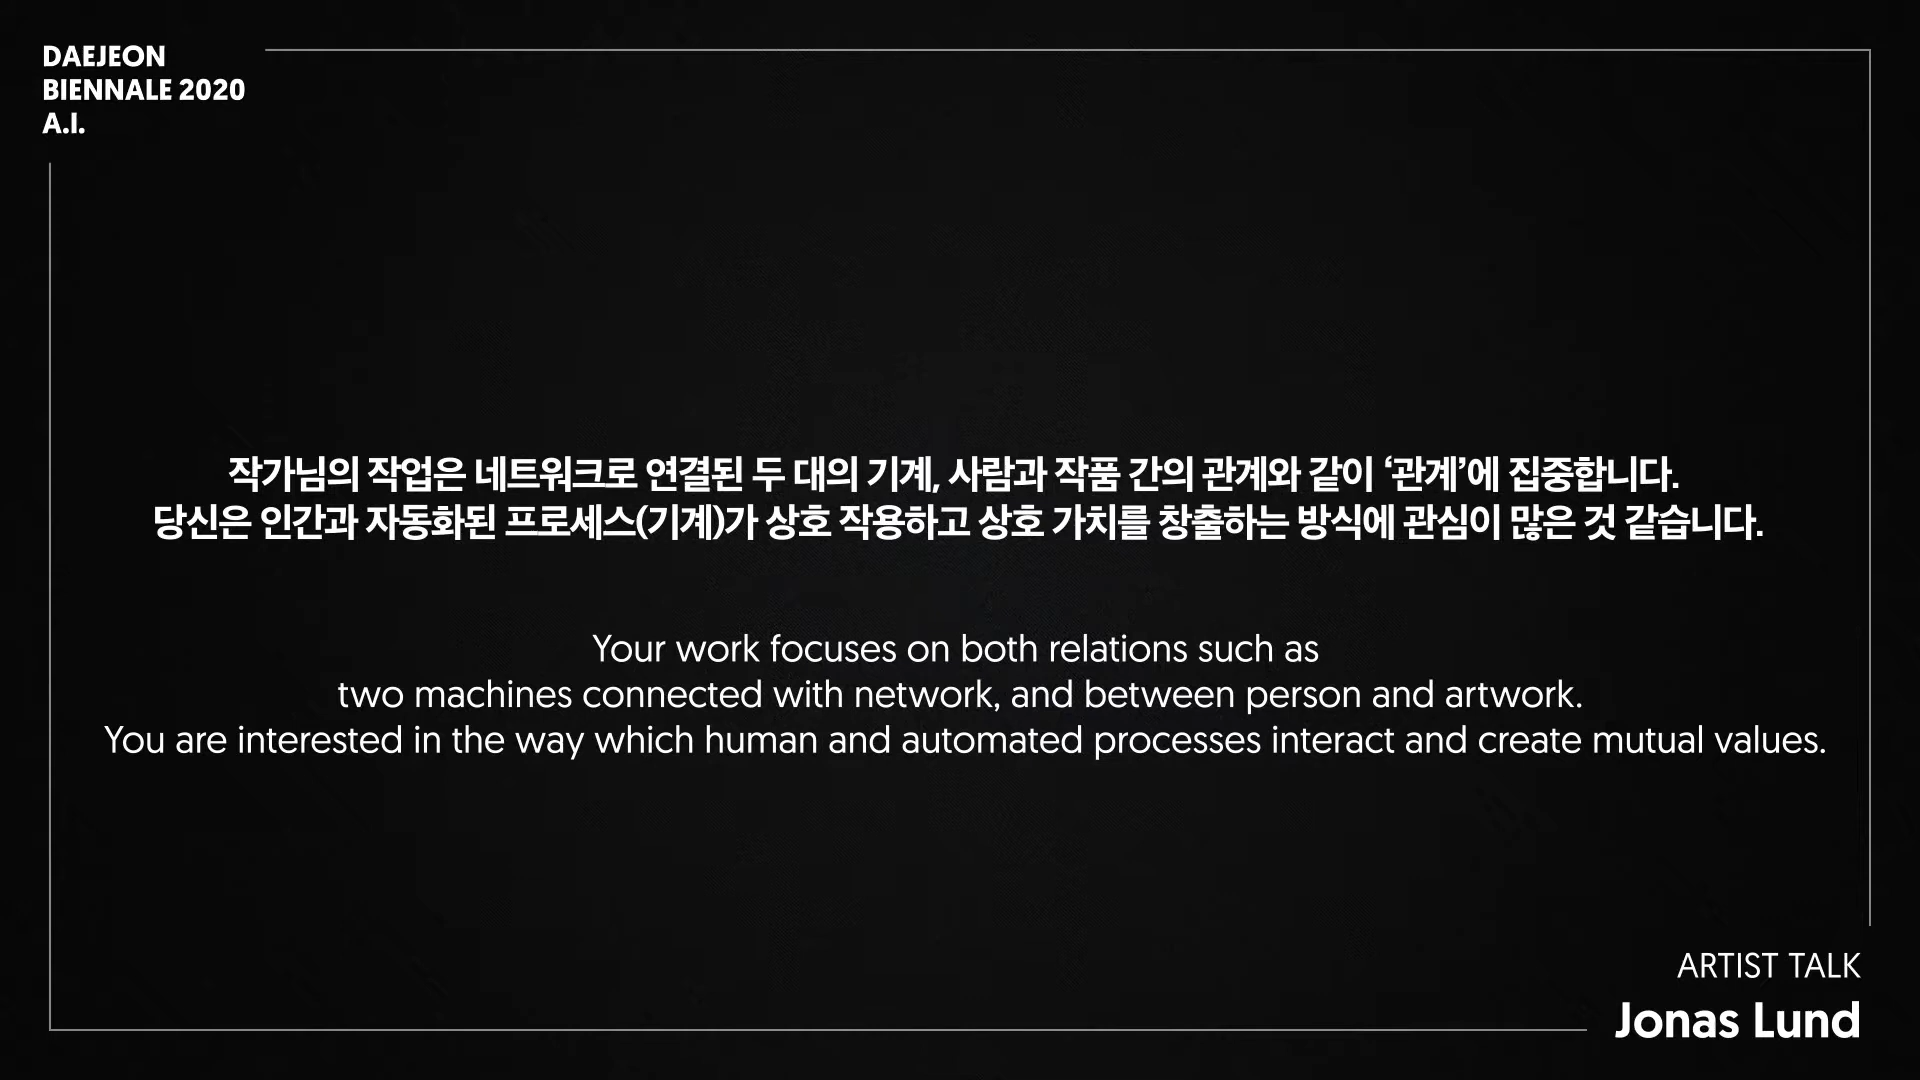 DAEJEON
BIENNALE 2020
A.I.
작가님의 작업은 네트워크로 연결된 두 대의 기계, 사람과 작품 간의 관계와 같이 ‘관계’에 집중합니다.
당신은 인간과 자동화된 프로세스(기계)가 상호 작용하고 상호 가치를 창출하는 방식에 관심이 많은 것 같습니다.
Your work focuses on both relations such as
two machines connected with network, and between person and artwork.
You are interested in the way which human and automated processes interact and create mutual values.
ARTIST TALK
Jonas Lund